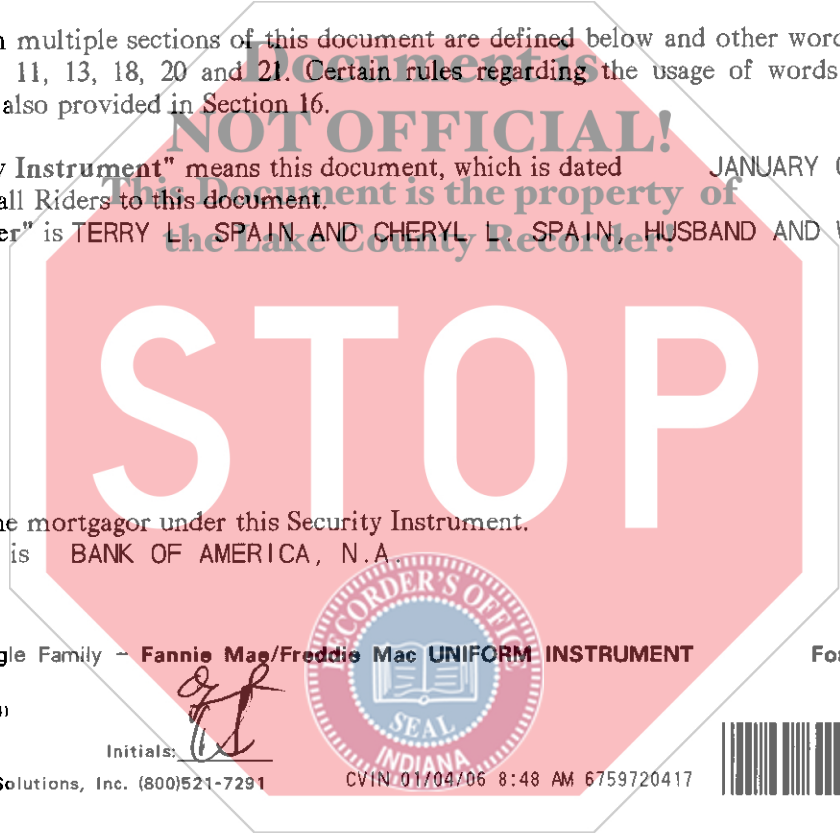 n multiple sections of this document are defined below and other word
11, 13, 18, 20 and 21. Certain rules regarding the usage of words
also provided in Section 16.
Document is
NOT OFFICIAL!
This Document is the property of
the Lake County Recorder!
y Instrument" means this document, which is dated JANUARY
all Riders to this document.
er" is TERRY L. SPAIN AND CHERYL L. SPAIN, HUSBAND AND
STOP
he mortgagor under this Security Instrument.
is BANK OF AMERICA, N.A.
RECORDER'S OFFICE
SEAL
INDIANA
gle Family - Fannie Mae/Freddie Mac UNIFORM INSTRUMENT Fo
Initials:
Solutions, Inc. (800)521-7291 CVIN 01/04/06 8:48 AM 6759720417